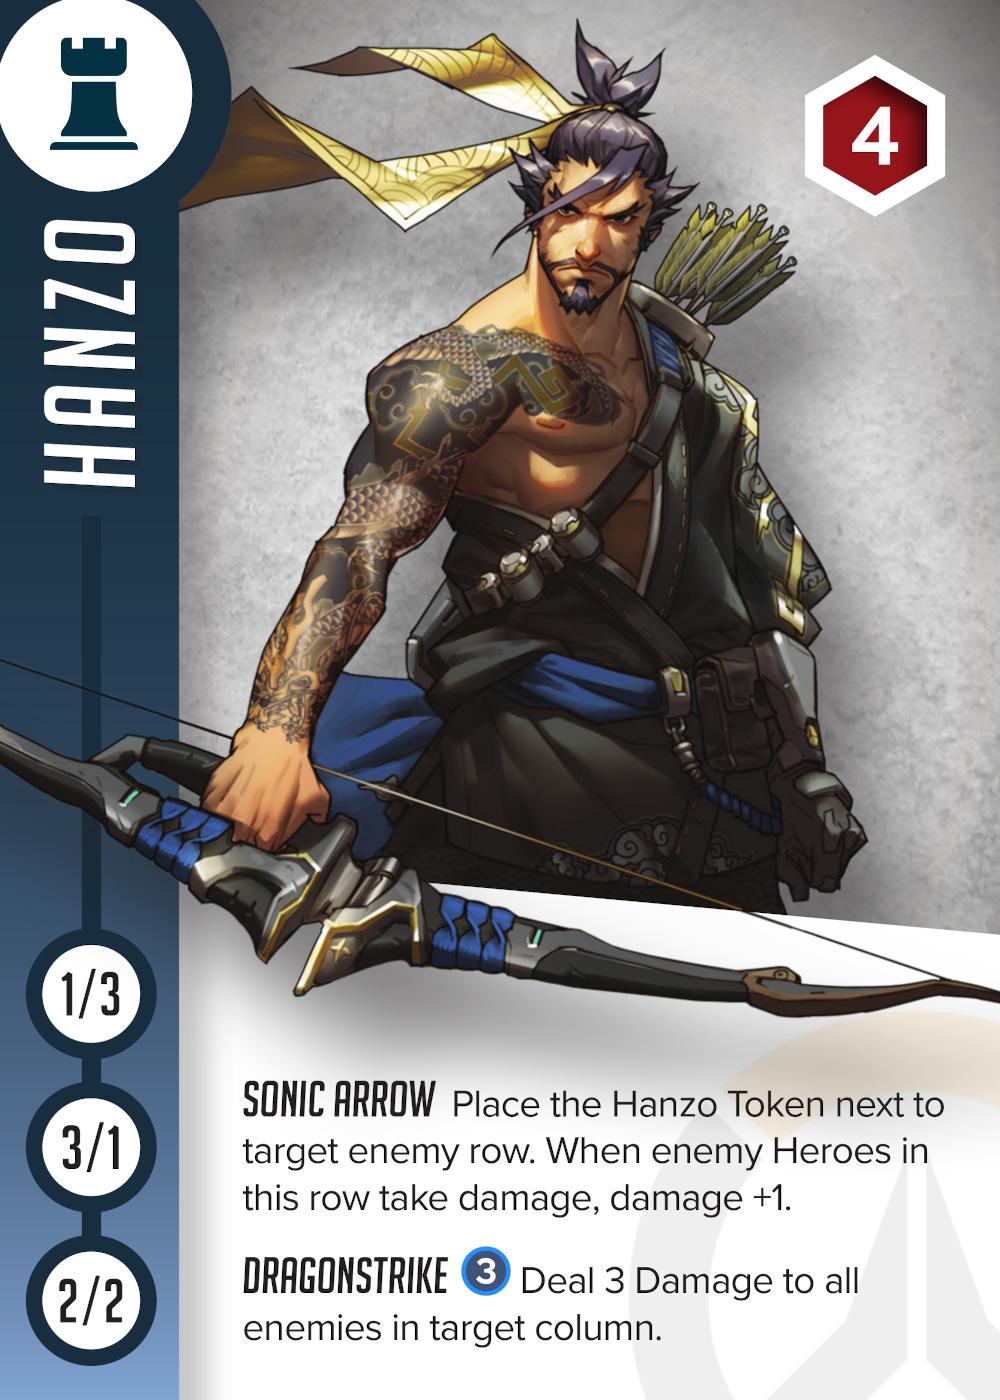 HANZO
4
1/3
3/1
2/2
SONIC ARROW Place the Hanzo Token next to
target enemy row. When enemy Heroes in
this row take damage, damage +1.
DRAGONSTRIKE 3 Deal 3 Damage to all
enemies in target column.